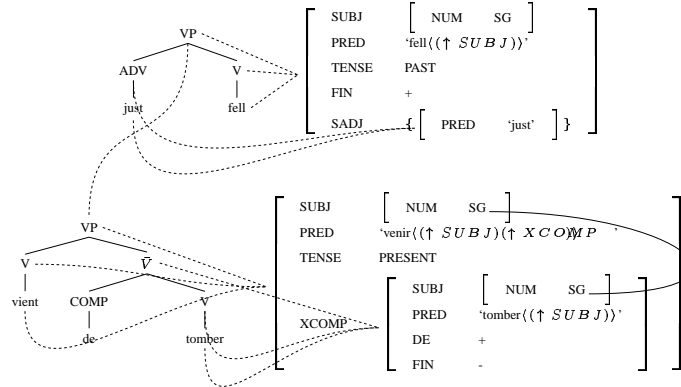 VP
ADV V
just fell
SUBJ [ NUM SG ]
PRED ‘fell⟨(↑ SUBJ)⟩’
TENSE PAST
FIN +
SADJ { [ PRED ‘just’ ] }
VP
V V̄
vient COMP V
de tomber
SUBJ [ NUM SG ]
PRED ‘venir⟨(↑ SUBJ)(↑ XCOMP)⟩’
TENSE PRESENT
XCOMP
SUBJ [ NUM SG ]
PRED ‘tomber⟨(↑ SUBJ)⟩’
DE +
FIN -